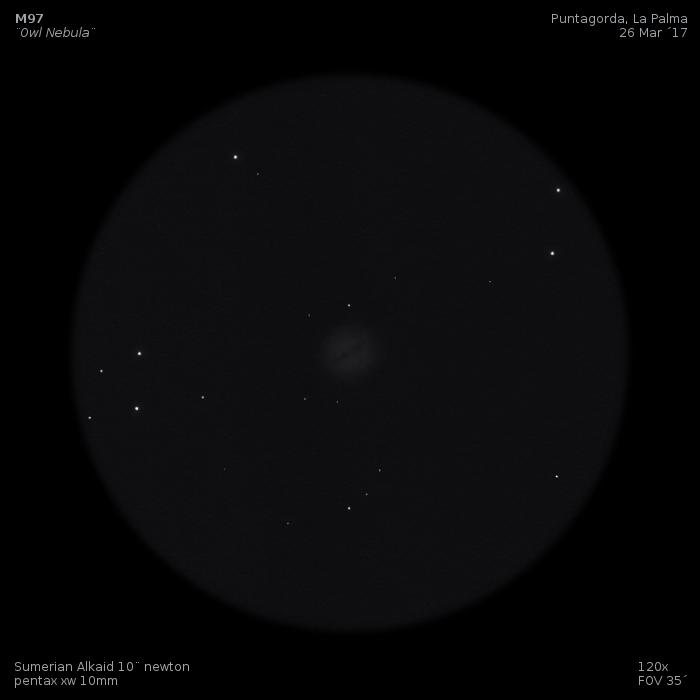 M97
¨Owl Nebula¨
Puntagorda, La Palma
26 Mar ´17
Sumerian Alkaid 10¨ newton
pentax xw 10mm
120x
FOV 35´